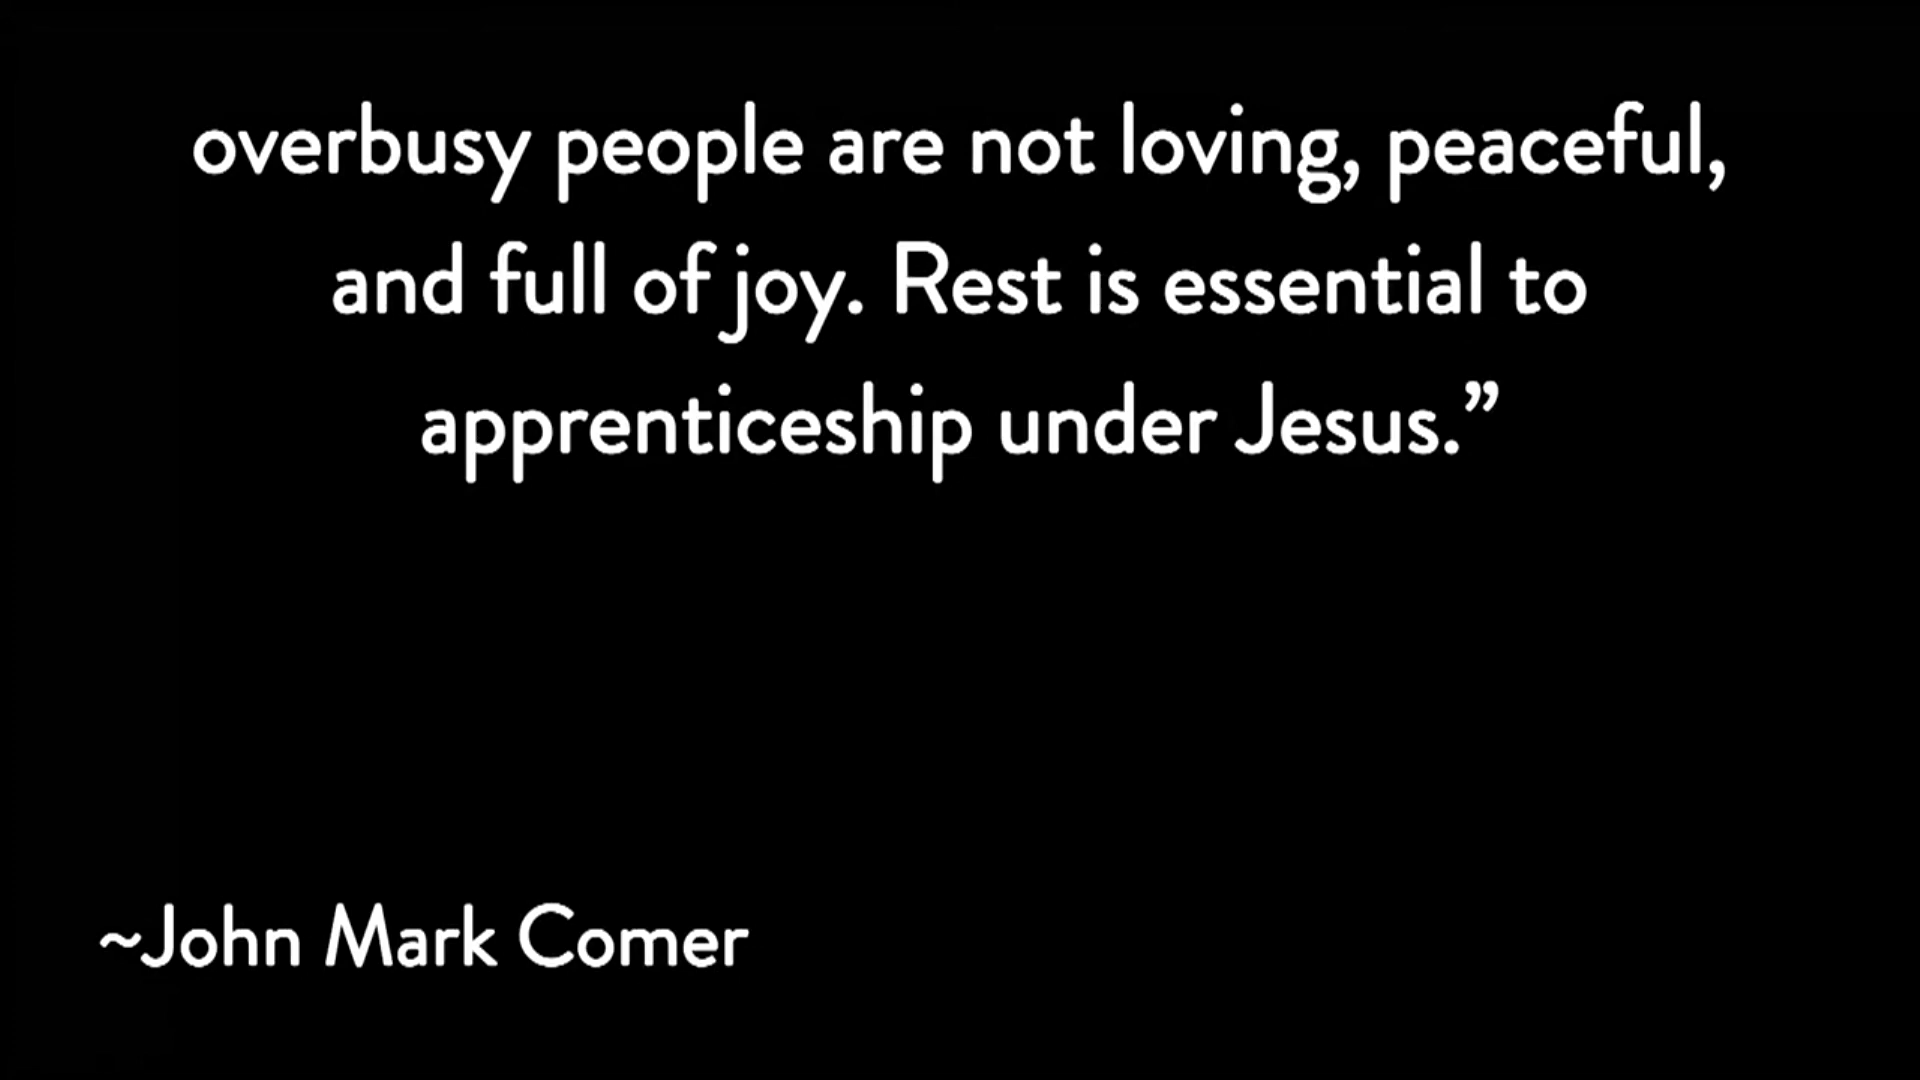 overbusy people are not loving, peaceful,
and full of joy. Rest is essential to
apprenticeship under Jesus.”
~John Mark Comer